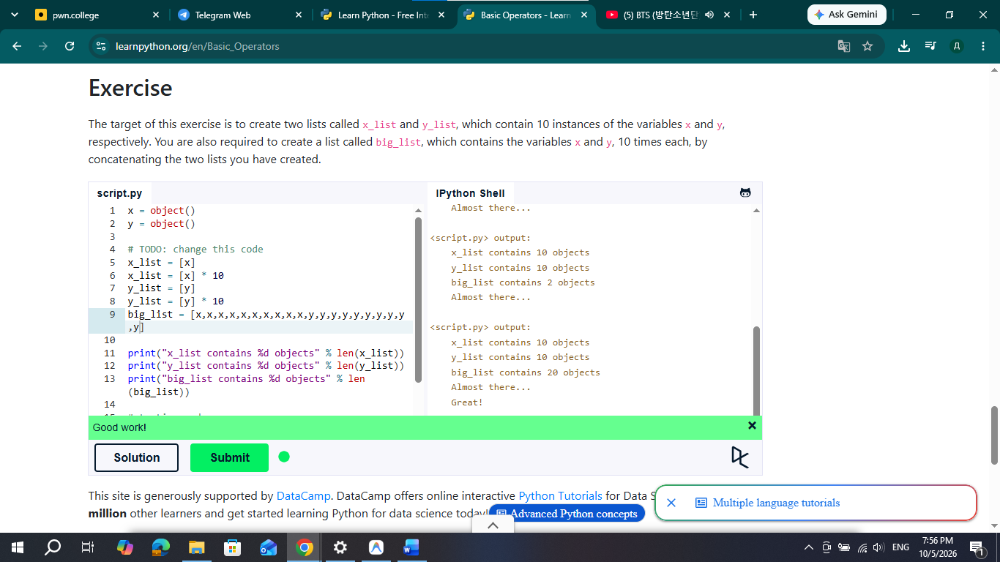 pwn.college
Telegram Web
Learn Python - Free Inte
Basic Operators - Learn
(5) BTS (방탄소년단
Ask Gemini
learnpython.org/en/Basic_Operators
Д
Exercise
The target of this exercise is to create two lists called x_list and y_list, which contain 10 instances of the variables x and y,
respectively. You are also required to create a list called big_list, which contains the variables x and y, 10 times each, by
concatenating the two lists you have created.
script.py
1 x = object()
2 y = object()
3
4 # TODO: change this code
5 x_list = [x]
6 x_list = [x] * 10
7 y_list = [y]
8 y_list = [y] * 10
9 big_list = [x,x,x,x,x,x,x,x,x,x,y,y,y,y,y,y,y,y,y
,y]
10
11 print("x_list contains %d objects" % len(x_list))
12 print("y_list contains %d objects" % len(y_list))
13 print("big_list contains %d objects" % len
(big_list))
14
IPython Shell
Almost there...
<script.py> output:
x_list contains 10 objects
y_list contains 10 objects
big_list contains 2 objects
Almost there...
<script.py> output:
x_list contains 10 objects
y_list contains 10 objects
big_list contains 20 objects
Almost there...
Great!
Good work!
Solution
Submit
This site is generously supported by DataCamp. DataCamp offers online interactive Python Tutorials for Data S
million other learners and get started learning Python for data science today!
Advanced Python concepts
Multiple language tutorials
ENG
7:56 PM
10/5/2026
1